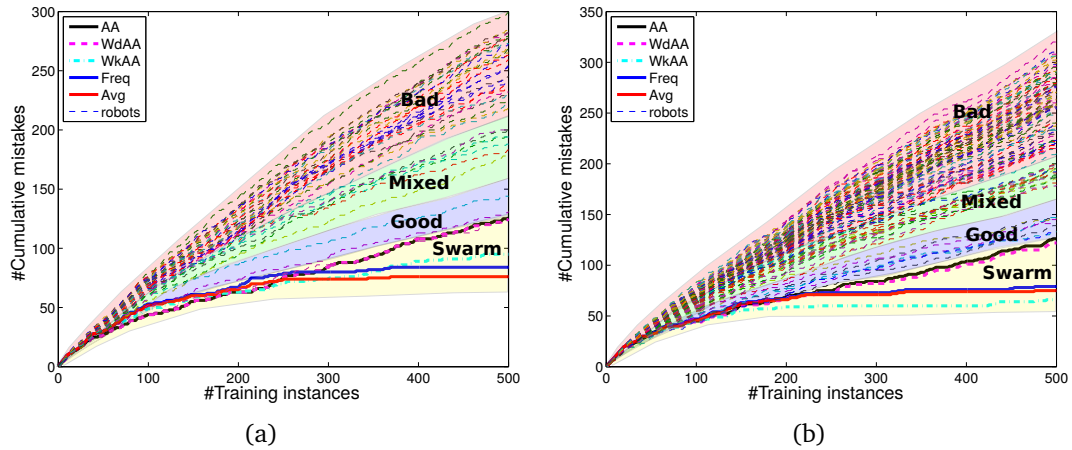 300
250
200
150
100
50
0
#Cumulative mistakes
AA
WdAA
WkAA
Freq
Avg
robots
Bad
Mixed
Good
Swarm
0 100 200 300 400 500
#Training instances
(a)
350
300
250
200
150
100
50
0
#Cumulative mistakes
AA
WdAA
WkAA
Freq
Avg
robots
Bad
Mixed
Good
Swarm
0 100 200 300 400 500
#Training instances
(b)